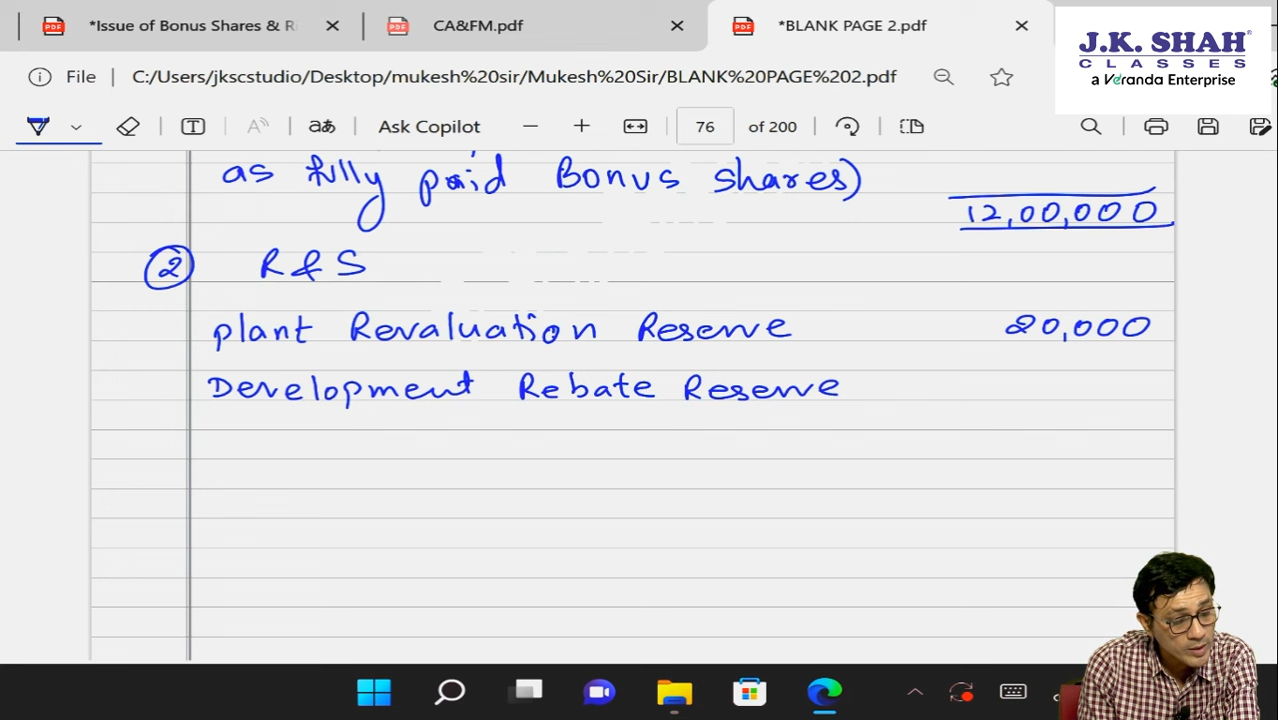 *Issue of Bonus Shares & Ri
CA&FM.pdf
*BLANK PAGE 2.pdf
J.K. SHAH®
CLASSES
a Veranda Enterprise
File C:/Users/jkscstudio/Desktop/mukesh%20sir/Mukesh%20Sir/BLANK%20PAGE%202.pdf
Ask Copilot
76 of 200
as fully paid Bonus shares)
12,00,000
② R & S
plant Revaluation Reserve 20,000
Development Rebate Reserve